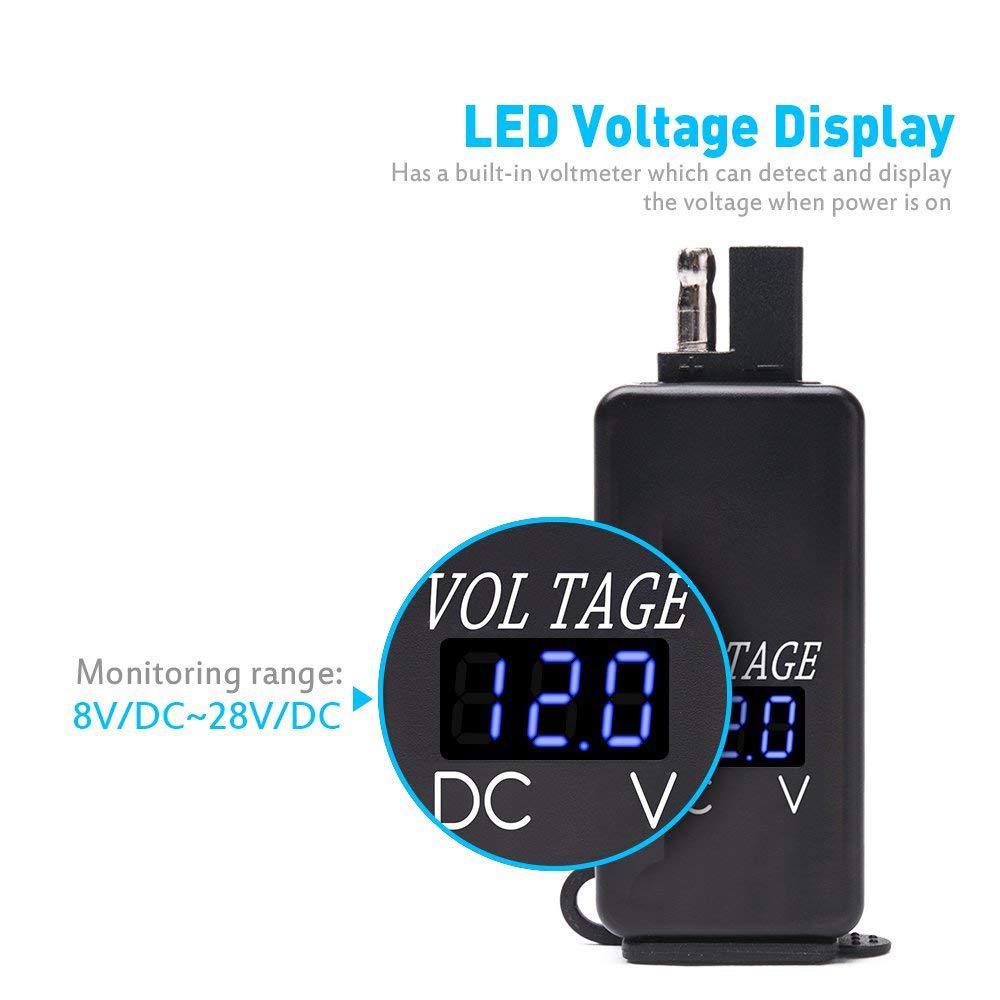 LED Voltage Display
Has a built-in voltmeter which can detect and display
the voltage when power is on
+ -
VOL TAGE
12.0
DC V
Monitoring range:
8V/DC~28V/DC
TAGE
2.0
C V